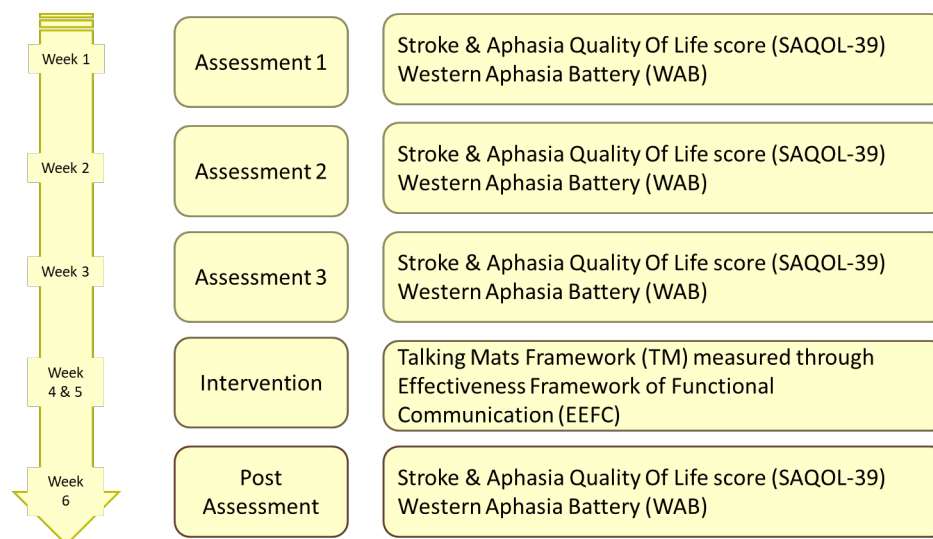 Week 1
Assessment 1
Stroke & Aphasia Quality Of Life score (SAQOL-39)
Western Aphasia Battery (WAB)
Week 2
Assessment 2
Stroke & Aphasia Quality Of Life score (SAQOL-39)
Western Aphasia Battery (WAB)
Week 3
Assessment 3
Stroke & Aphasia Quality Of Life score (SAQOL-39)
Western Aphasia Battery (WAB)
Week
4 & 5
Intervention
Talking Mats Framework (TM) measured through
Effectiveness Framework of Functional
Communication (EEFC)
Week
6
Post
Assessment
Stroke & Aphasia Quality Of Life score (SAQOL-39)
Western Aphasia Battery (WAB)